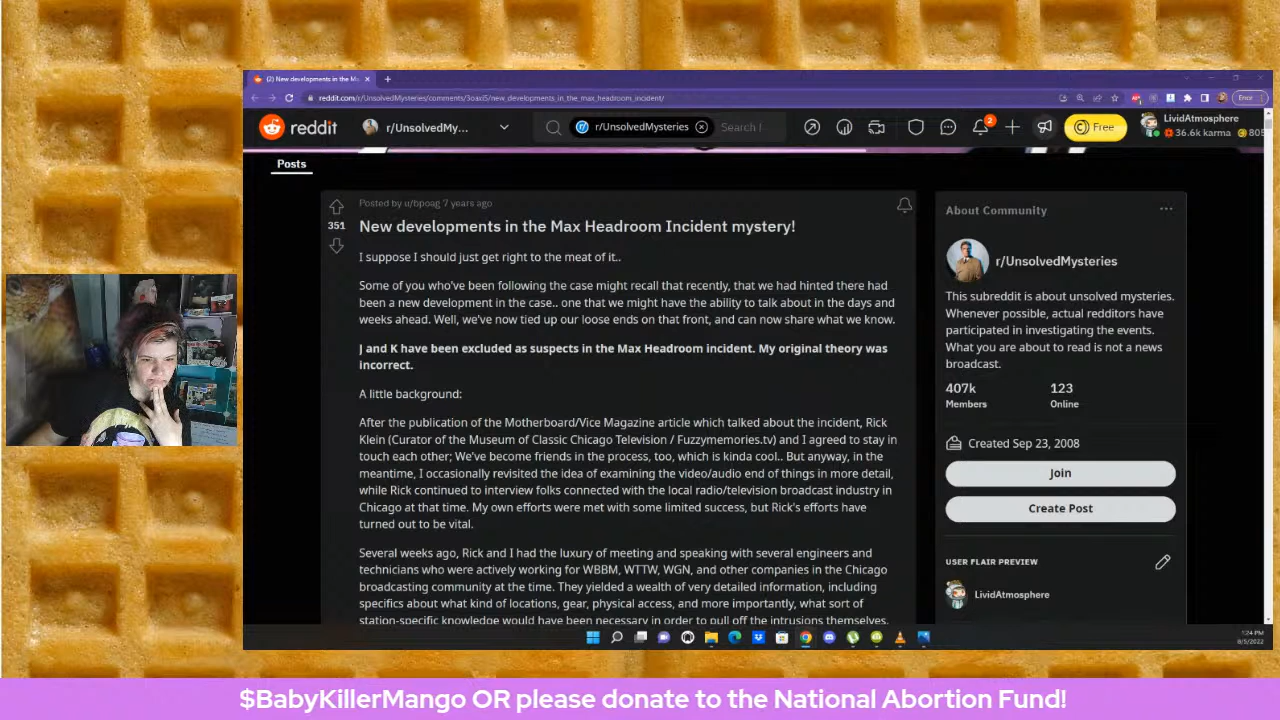 (2) New developments in the Ma
Error
reddit.com/r/UnsolvedMysteries/comments/3oaxi5/new_developments_in_the_max_headroom_incident/
reddit
r/UnsolvedMy...
r/UnsolvedMysteries
Search
2
Free
LividAtmosphere
36.6k karma
805
Posts
Posted by u/bpoag 7 years ago
351
New developments in the Max Headroom Incident mystery!
I suppose I should just get right to the meat of it..
Some of you who've been following the case might recall that recently, that we had hinted there had
been a new development in the case.. one that we might have the ability to talk about in the days and
weeks ahead. Well, we've now tied up our loose ends on that front, and can now share what we know.
J and K have been excluded as suspects in the Max Headroom incident. My original theory was
incorrect.
A little background:
After the publication of the Motherboard/Vice Magazine article which talked about the incident, Rick
Klein (Curator of the Museum of Classic Chicago Television / Fuzzymemories.tv) and I agreed to stay in
touch each other; We've become friends in the process, too, which is kinda cool.. But anyway, in the
meantime, I occasionally revisited the idea of examining the video/audio end of things in more detail,
while Rick continued to interview folks connected with the local radio/television broadcast industry in
Chicago at that time. My own efforts were met with some limited success, but Rick's efforts have
turned out to be vital.
Several weeks ago, Rick and I had the luxury of meeting and speaking with several engineers and
technicians who were actively working for WBBM, WTTW, WGN, and other companies in the Chicago
broadcasting community at the time. They yielded a wealth of very detailed information, including
specifics about what kind of locations, gear, physical access, and more importantly, what sort of
station-specific knowledge would have been necessary in order to pull off the intrusions themselves.
About Community
r/UnsolvedMysteries
This subreddit is about unsolved mysteries.
Whenever possible, actual redditors have
participated in investigating the events.
What you are about to read is not a news
broadcast.
407k
123
Members
Online
Created Sep 23, 2008
Join
Create Post
USER FLAIR PREVIEW
LividAtmosphere
1:24 PM
9/5/2022
$BabyKillerMango OR please donate to the National Abortion Fund!